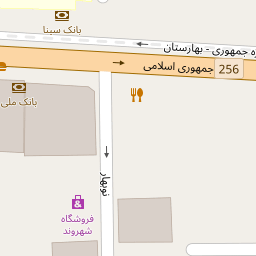 بانک سینا
ه جمهوری - بهارستان
جمهوری اسلامی
256
بانک ملی
نوبهار
فروشگاه
شهروند